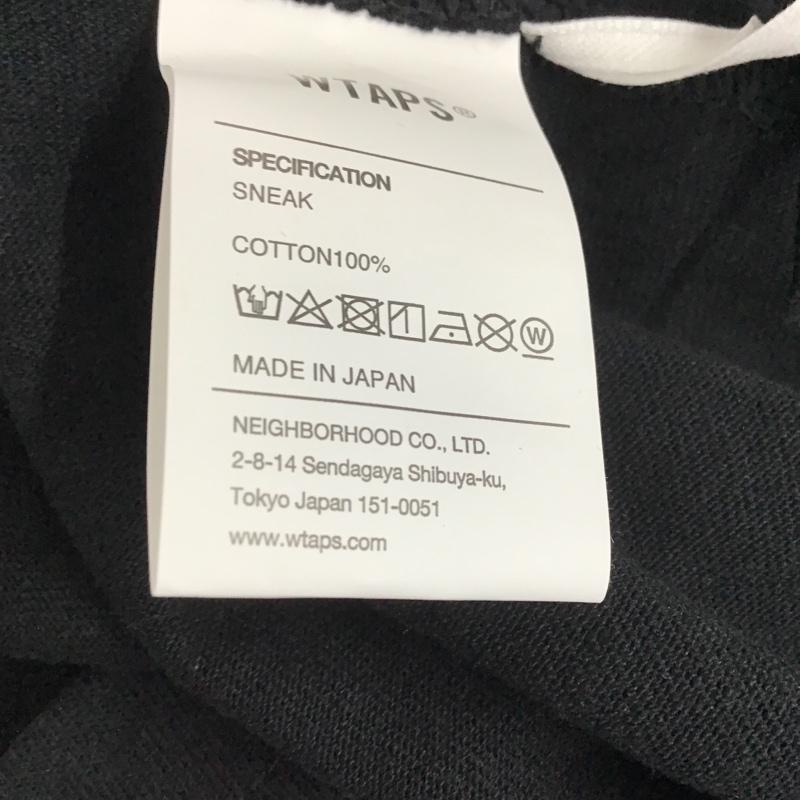 WTAPS®
SPECIFICATION
SNEAK
COTTON100%
W
MADE IN JAPAN
NEIGHBORHOOD CO., LTD.
2-8-14 Sendagaya Shibuya-ku,
Tokyo Japan 151-0051
www.wtaps.com